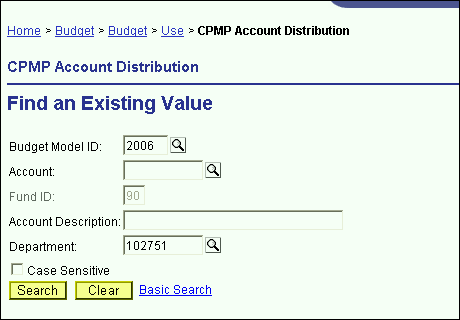 Home > Budget > Budget > Use > CPMP Account Distribution
CPMP Account Distribution
Find an Existing Value
Budget Model ID: 2006
Account:
Fund ID: 90
Account Description:
Department: 102751
Case Sensitive
Search Clear Basic Search